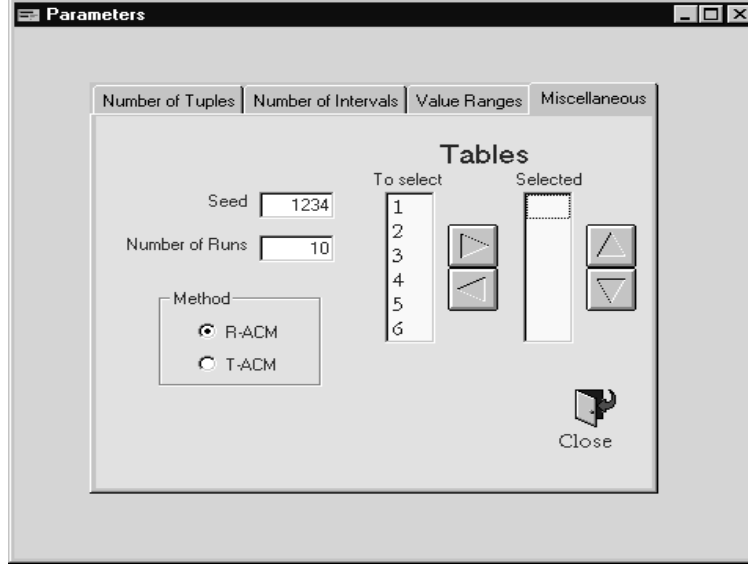 Parameters
Number of Tuples Number of Intervals Value Ranges Miscellaneous
Tables
To select Selected
Seed 1234
Number of Runs 10
1
2
3
4
5
6
Method
R-ACM
T-ACM
Close